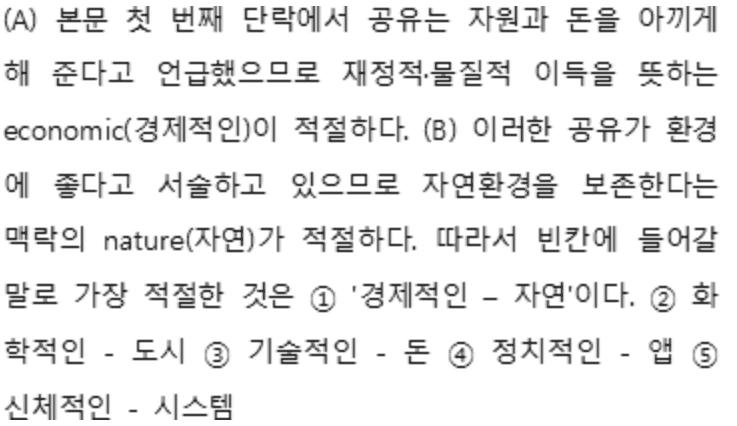 (A) 본문 첫 번째 단락에서 공유는 자원과 돈을 아끼게
해 준다고 언급했으므로 재정적·물질적 이득을 뜻하는
economic(경제적인)이 적절하다. (B) 이러한 공유가 환경
에 좋다고 서술하고 있으므로 자연환경을 보존한다는
맥락의 nature(자연)가 적절하다. 따라서 빈칸에 들어갈
말로 가장 적절한 것은 ① '경제적인 – 자연'이다. ② 화
학적인 - 도시 ③ 기술적인 - 돈 ④ 정치적인 - 앱 ⑤
신체적인 - 시스템